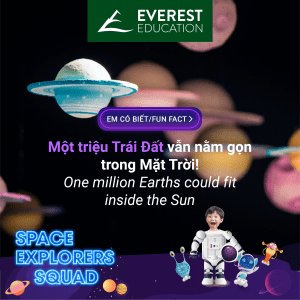 EVEREST
EDUCATION
EM CÓ BIẾT/FUN FACT >
Một triệu Trái Đất vẫn nằm gọn
trong Mặt Trời!
One million Earths could fit
inside the Sun
SPACE
EXPLORERS
SQUAD